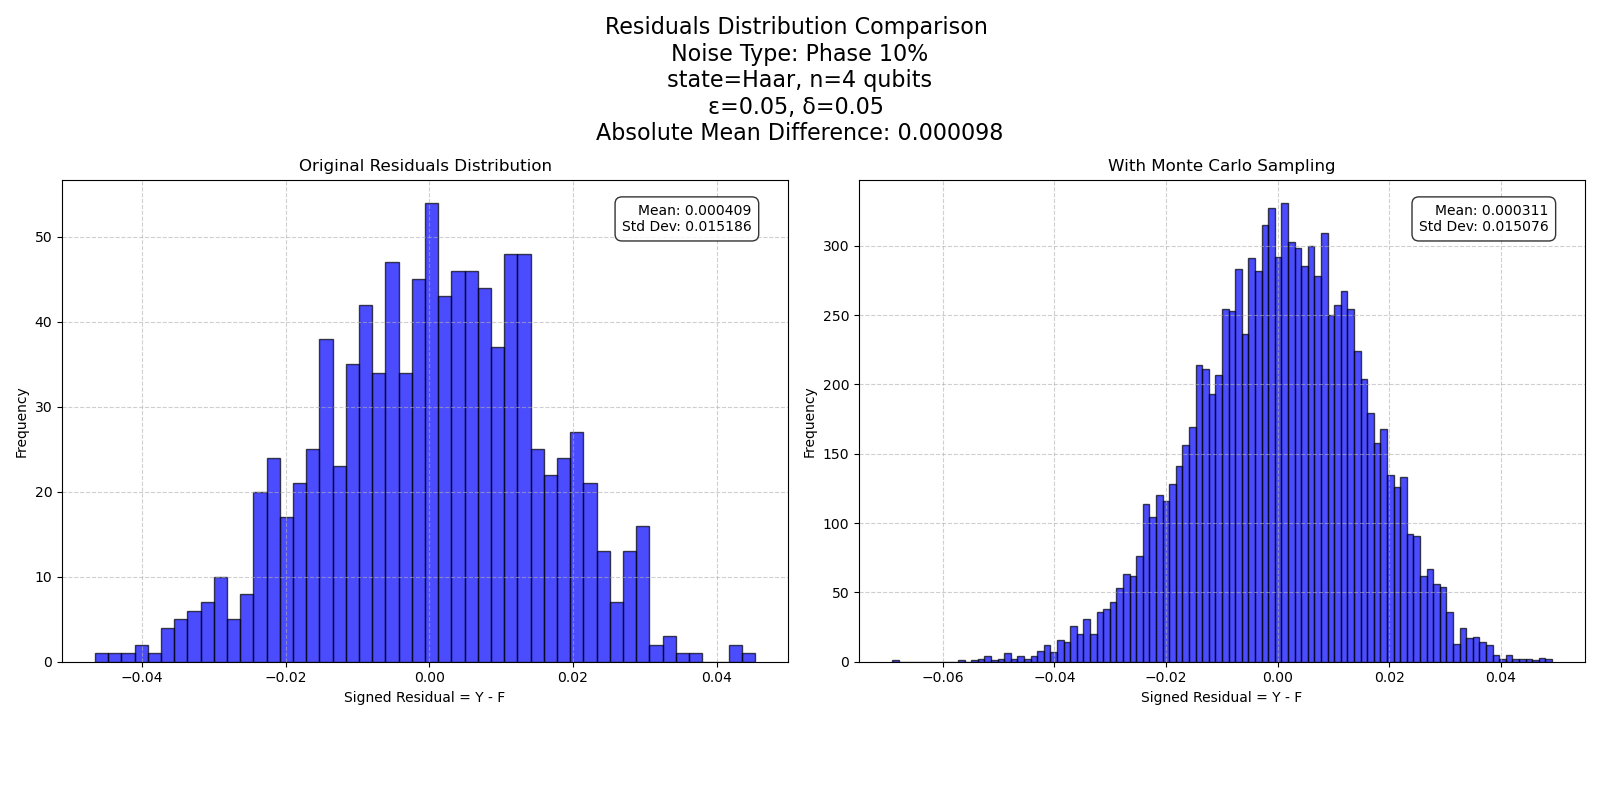 Residuals Distribution Comparison
Noise Type: Phase 10%
state=Haar, n=4 qubits
ε=0.05, δ=0.05
Absolute Mean Difference: 0.000098
Original Residuals Distribution
Mean: 0.000409
Std Dev: 0.015186
Frequency
50
40
30
20
10
0
−0.04 −0.02 0.00 0.02 0.04
Signed Residual = Y - F
With Monte Carlo Sampling
Mean: 0.000311
Std Dev: 0.015076
Frequency
300
250
200
150
100
50
0
−0.06 −0.04 −0.02 0.00 0.02 0.04
Signed Residual = Y - F